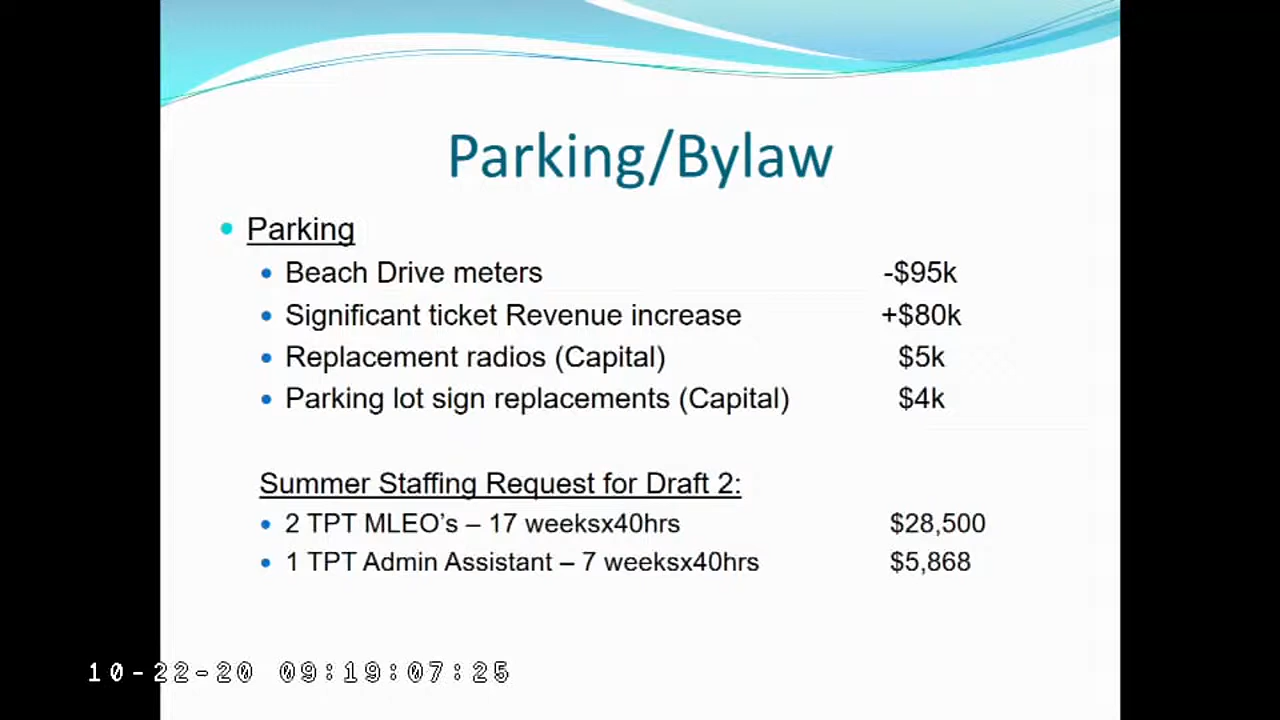 Parking/Bylaw
• Parking
• Beach Drive meters -$95k
• Significant ticket Revenue increase +$80k
• Replacement radios (Capital) $5k
• Parking lot sign replacements (Capital) $4k
Summer Staffing Request for Draft 2:
• 2 TPT MLEO’s – 17 weeksx40hrs $28,500
• 1 TPT Admin Assistant – 7 weeksx40hrs $5,868
10-22-20 09:19:07:25